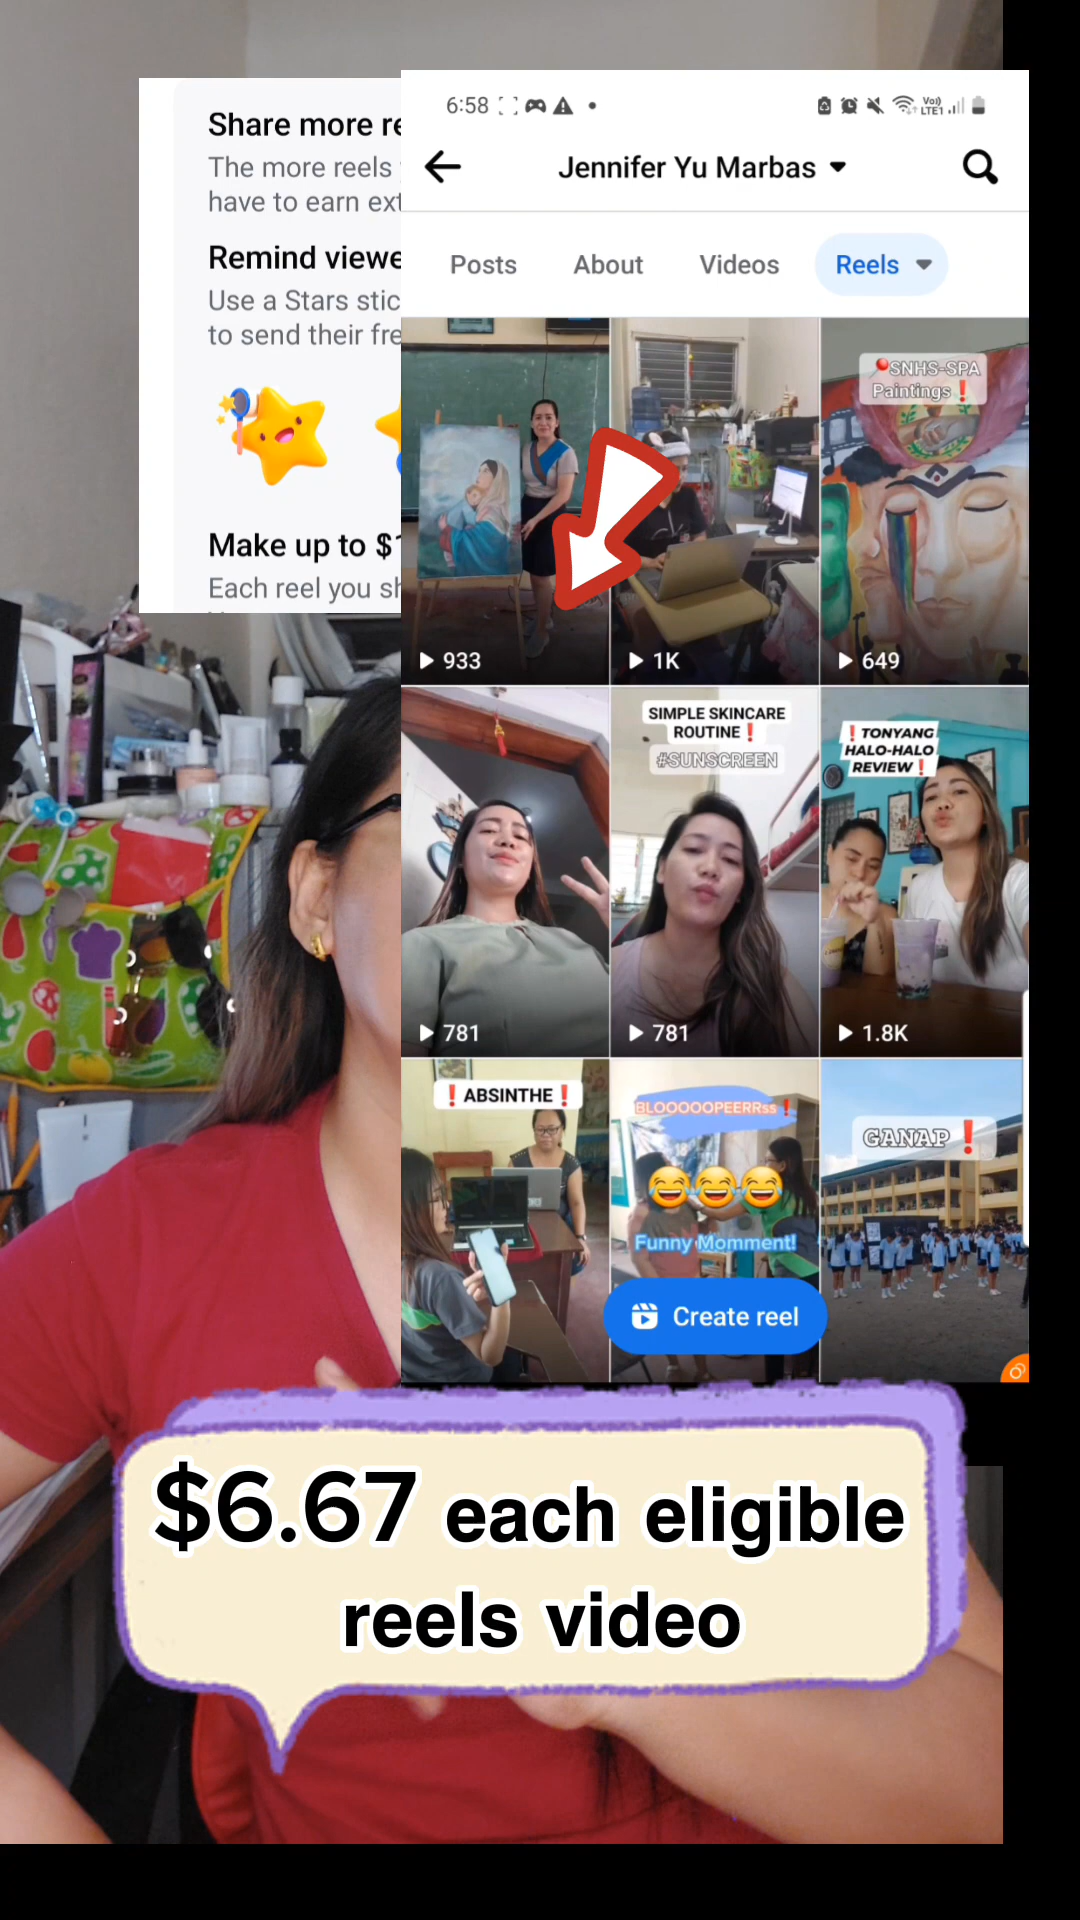 Share more re
The more reels
have to earn ext
Remind viewe
Use a Stars stic
to send their fre
Make up to $
Each reel you sh
6:58
Vo))
LTE1
Jennifer Yu Marbas
Posts About Videos Reels
933
1K
📍SNHS-SPA
Paintings❗
649
781
SIMPLE SKINCARE
ROUTINE❗
#SUNSCREEN
781
❗TONYANG
HALO-HALO
REVIEW❗
1.8K
❗ABSINTHE❗
BLOOOOOPEERRss❗
😂😂😂
Funny Momment!
GANAP❗
Create reel
$6.67 each eligible
reels video